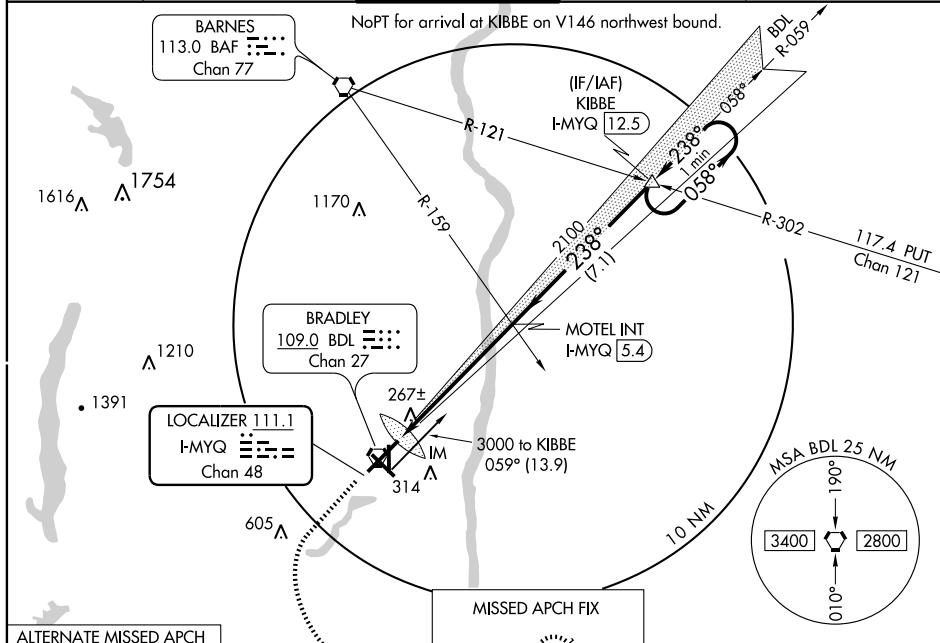 NoPT for arrival at KIBBE on V146 northwest bound.
BARNES
113.0 BAF
Chan 77
BDL
R-059
(IF/IAF)
KIBBE
I-MYQ 12.5
058°
238°
1 min
058°
R-121
R-159
R-302
117.4 PUT
Chan 121
1616
1754
1170
2100
238°
(7.1)
MOTEL INT
I-MYQ 5.4
BRADLEY
109.0 BDL
Chan 27
1210
1391
267±
LOCALIZER 111.1
I-MYQ
Chan 48
IM
3000 to KIBBE
059° (13.9)
314
605
10 NM
MSA BDL 25 NM
190°
3400
2800
010°
MISSED APCH FIX
ALTERNATE MISSED APCH